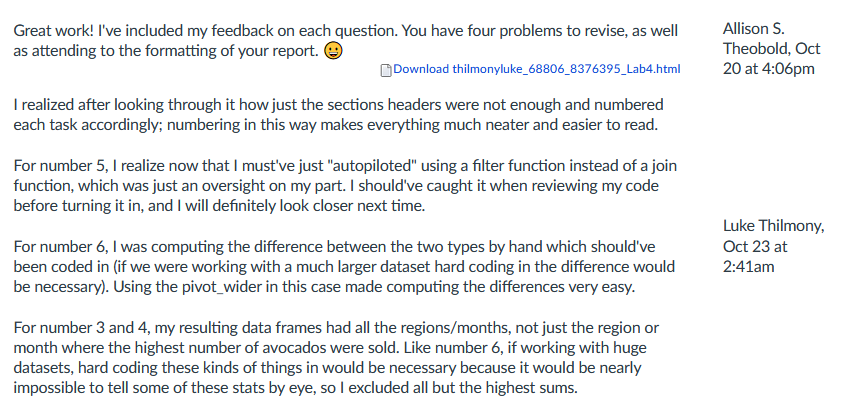 Great work! I've included my feedback on each question. You have four problems to revise, as well
as attending to the formatting of your report. 😀
Download thilmonyluke_68806_8376395_Lab4.html
Allison S.
Theobold, Oct
20 at 4:06pm
I realized after looking through it how just the sections headers were not enough and numbered
each task accordingly; numbering in this way makes everything much neater and easier to read.
For number 5, I realize now that I must've just "autopiloted" using a filter function instead of a join
function, which was just an oversight on my part. I should've caught it when reviewing my code
before turning it in, and I will definitely look closer next time.
For number 6, I was computing the difference between the two types by hand which should've
been coded in (if we were working with a much larger dataset hard coding in the difference would
be necessary). Using the pivot_wider in this case made computing the differences very easy.
For number 3 and 4, my resulting data frames had all the regions/months, not just the region or
month where the highest number of avocados were sold. Like number 6, if working with huge
datasets, hard coding these kinds of things in would be necessary because it would be nearly
impossible to tell some of these stats by eye, so I excluded all but the highest sums.
Luke Thilmony,
Oct 23 at
2:41am